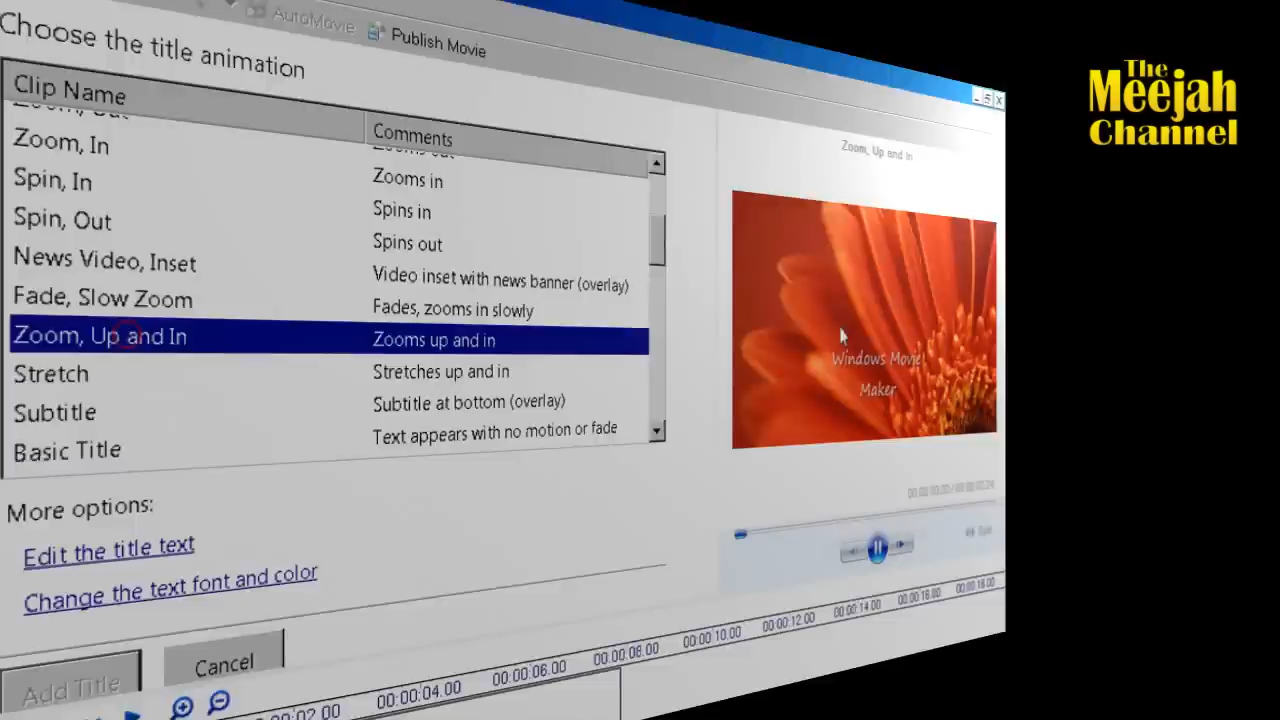 AutoMovie
Publish Movie
Choose the title animation
Clip Name
Comments
Zoom, Out
Zooms out
Zoom, In
Zooms in
Spin, In
Spins in
Spin, Out
Spins out
News Video, Inset
Video inset with news banner (overlay)
Fade, Slow Zoom
Fades, zooms in slowly
Zoom, Up and In
Zooms up and in
Stretch
Stretches up and in
Subtitle
Subtitle at bottom (overlay)
Basic Title
Text appears with no motion or fade
More options:
Edit the title text
Change the text font and color
Add Title
Cancel
Zoom, Up and In
Windows Movie
Maker
00:00:02.00
00:00:04.00
00:00:06.00
00:00:08.00
00:00:10.00
00:00:12.00
00:00:14.00
00:00:16.00
00:00:18.00
The
Meejah
Channel